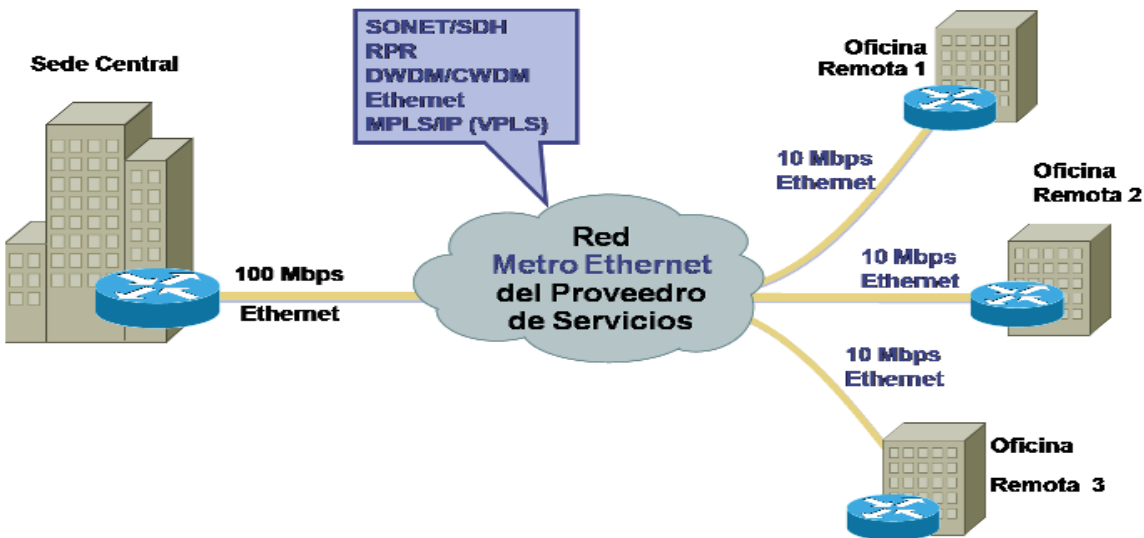 Sede Central
SONET/SDH
RPR
DWDM/CWDM
Ethernet
MPLS/IP (VPLS)
Oficina
Remota 1
10 Mbps
Ethernet
Oficina
Remota 2
100 Mbps
Ethernet
Red
Metro Ethernet
del Proveedro
de Servicios
10 Mbps
Ethernet
10 Mbps
Ethernet
Oficina
Remota 3